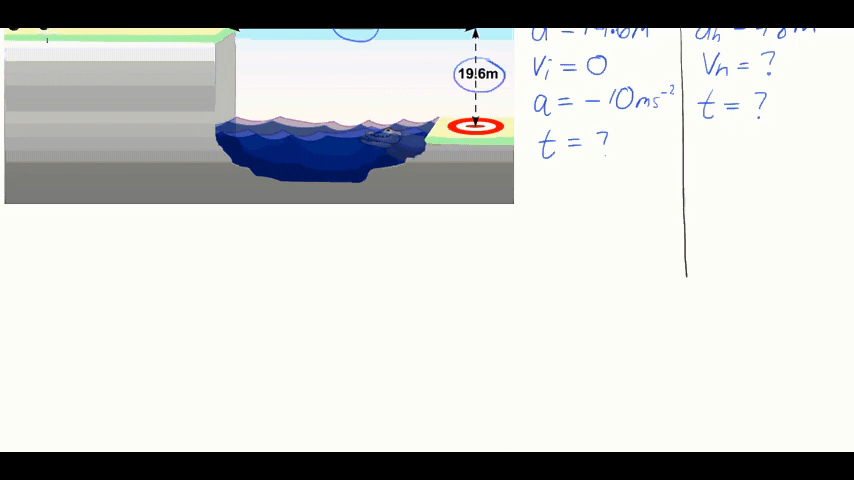 19.6m
vi = 0
a = -10ms⁻²
t = ?
vh = ?
t = ?